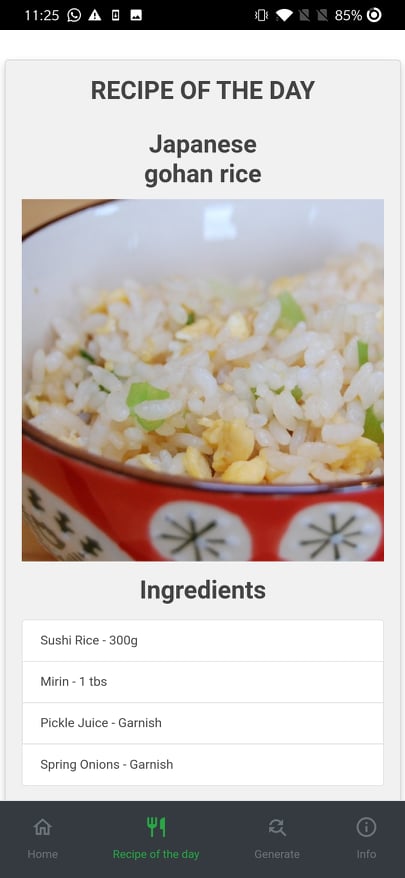 11:25
85%
RECIPE OF THE DAY
Japanese
gohan rice
Ingredients
Sushi Rice - 300g
Mirin - 1 tbs
Pickle Juice - Garnish
Spring Onions - Garnish
Home
Recipe of the day
Generate
Info